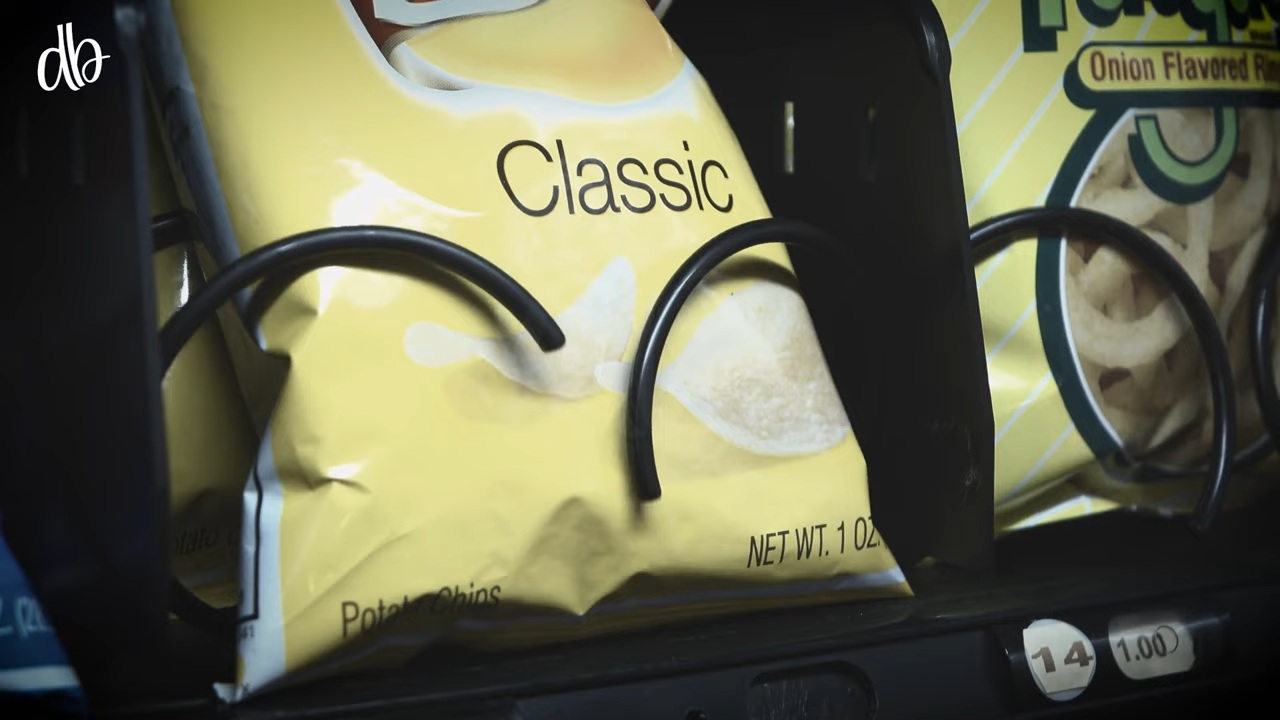 db
Classic
Onion Flavored
NET WT. 1 OZ.
Potato Chips
14
1.00